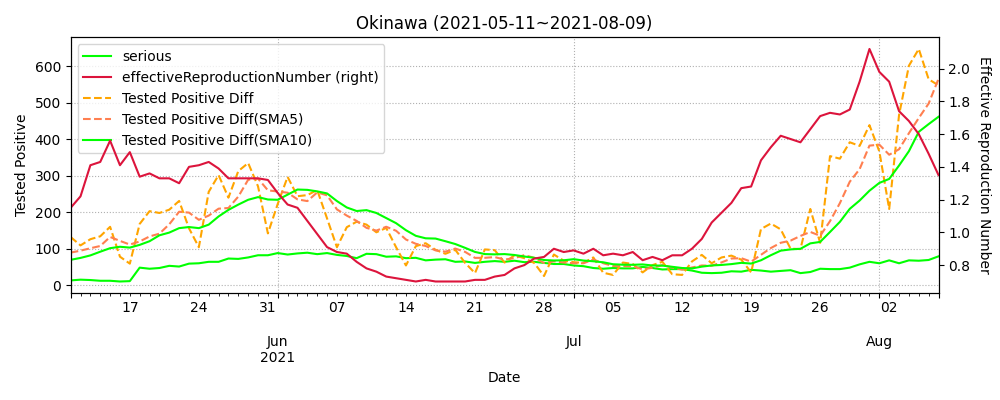 Okinawa (2021-05-11~2021-08-09)
serious
effectiveReproductionNumber (right)
Tested Positive Diff
Tested Positive Diff(SMA5)
Tested Positive Diff(SMA10)
Tested Positive
600
500
400
300
200
100
0
2.0
1.8
1.6
1.4
1.2
1.0
0.8
Effective Reproduction Number
17 24 31 07 14 21 28 05 12 19 26 02
Jun Jul Aug
2021
Date